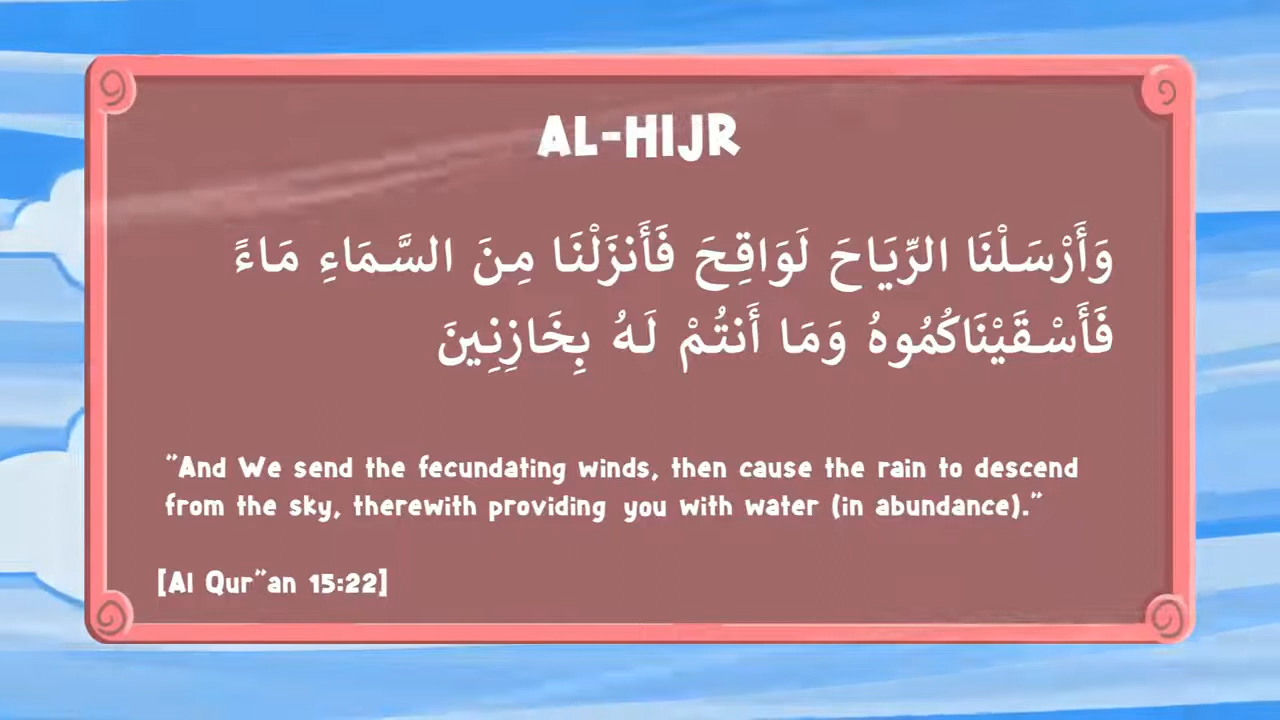 AL-HIJR
وَأَرْسَلْنَا الرِّيَاحَ لَوَاقِحَ فَأَنزَلْنَا مِنَ السَّمَاءِ مَاءً
فَأَسْقَيْنَاكُمُوهُ وَمَا أَنتُمْ لَهُ بِخَازِنِينَ
"And We send the fecundating winds, then cause the rain to descend
from the sky, therewith providing you with water (in abundance)."
[Al Qur"an 15:22]